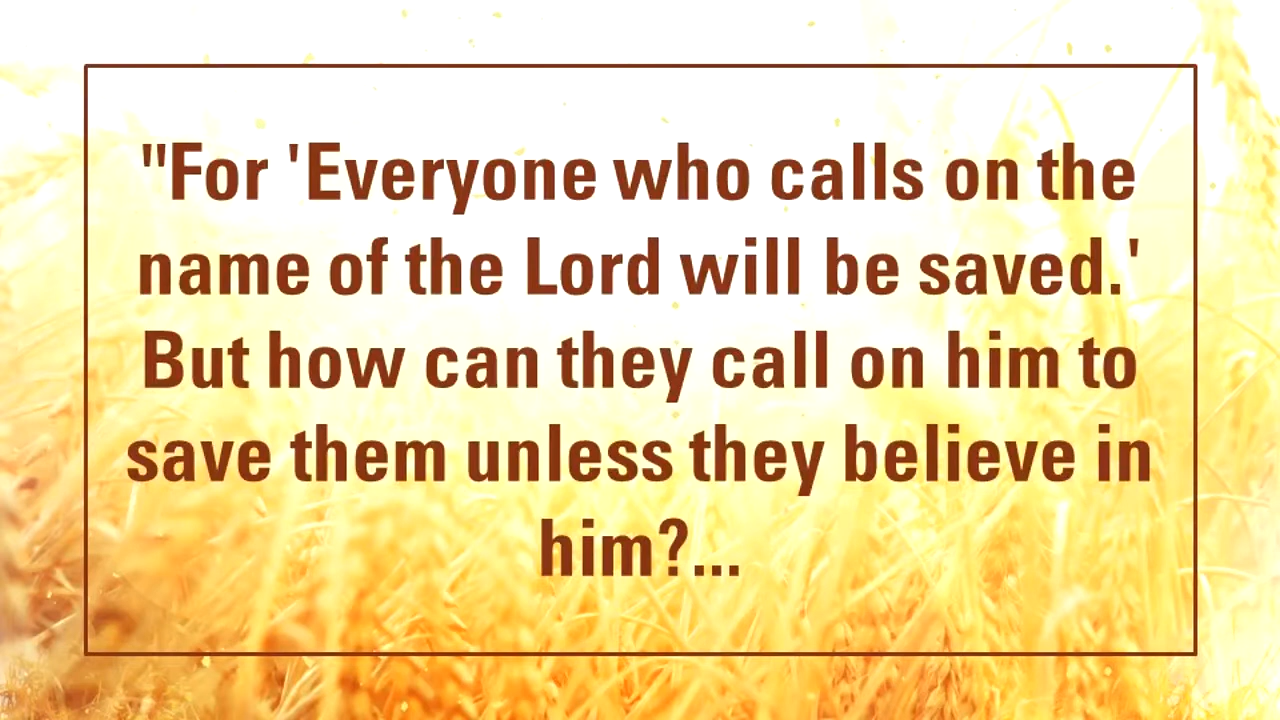 "For 'Everyone who calls on the
name of the Lord will be saved.'
But how can they call on him to
save them unless they believe in
him?...